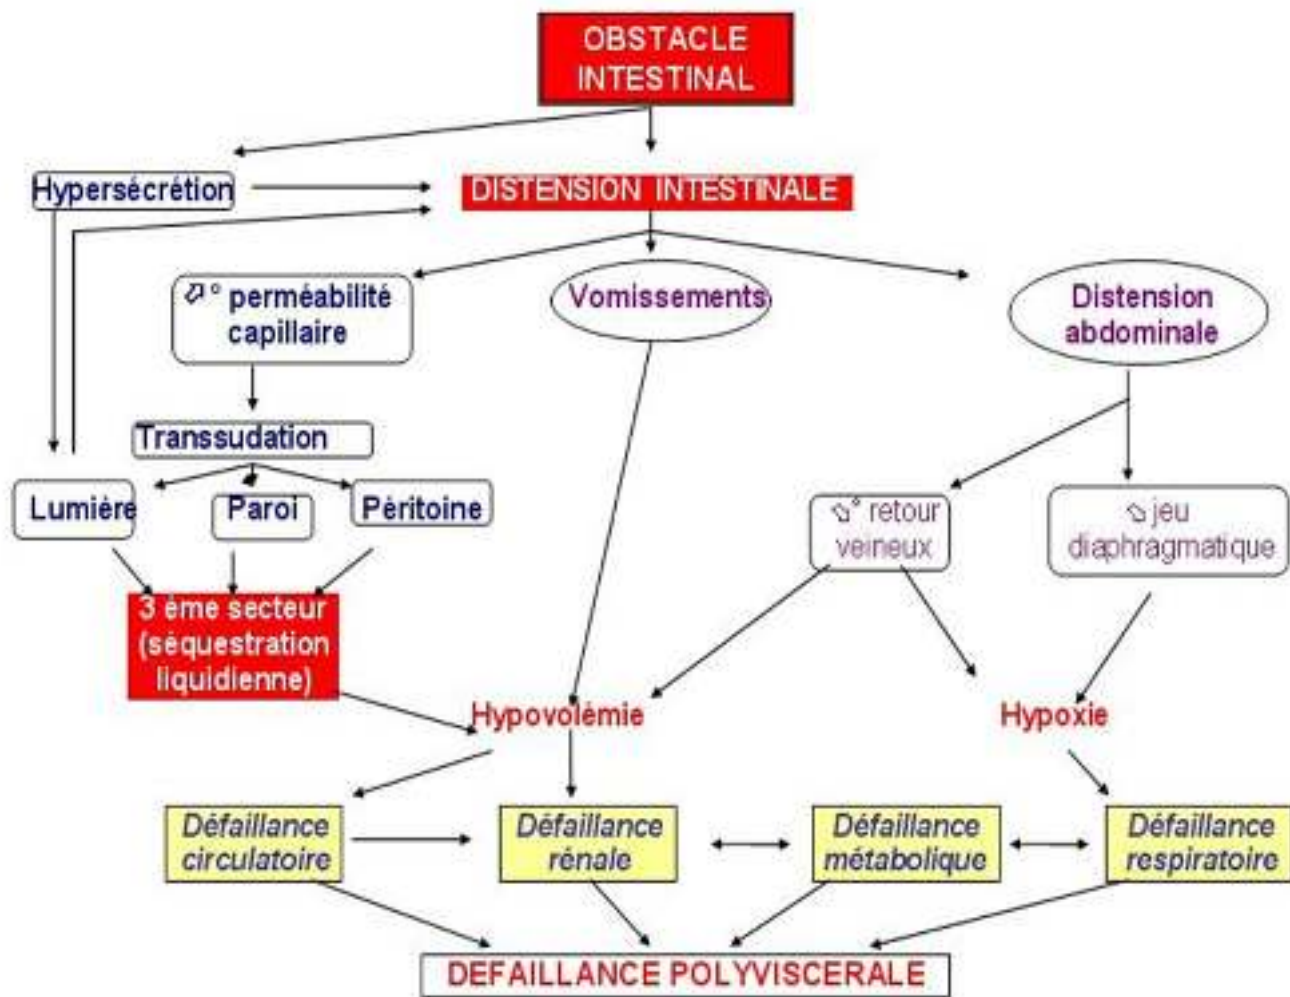 OBSTACLE
INTESTINAL
Hypersécrétion
DISTENSION INTESTINALE
° perméabilité
capillaire
Vomissements
Distension
abdominale
Transsudation
Lumière
Paroi
Péritoine
° retour
veineux
jeu
diaphragmatique
3 éme secteur
(séquestration
liquidienne)
Hypovolémie
Hypoxie
Défaillance
circulatoire
Défaillance
rénale
Défaillance
métabolique
Défaillance
respiratoire
DEFAILLANCE POLYVISCERALE